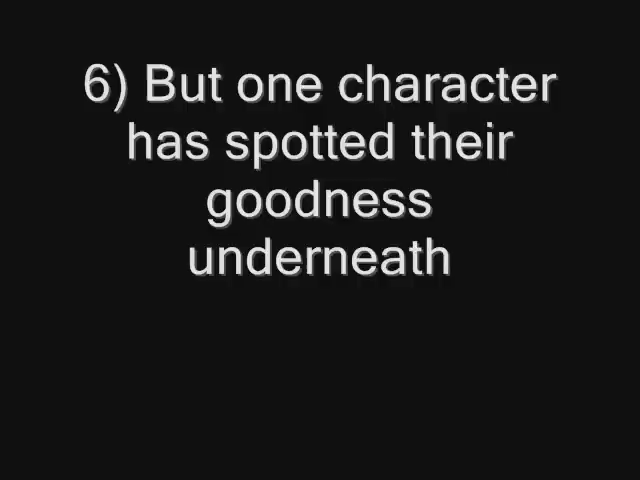 6) But one character
has spotted their
goodness
underneath